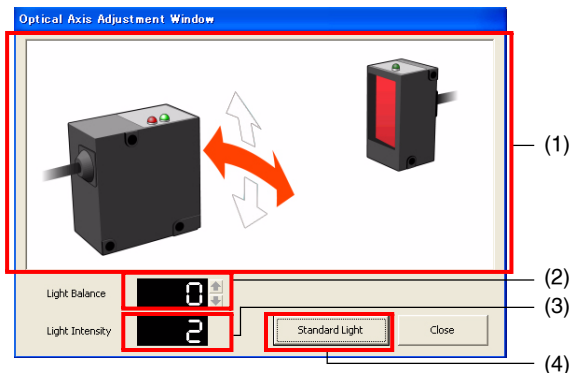 Optical Axis Adjustment Window
(1)
Light Balance 0 (2)
Light Intensity 2 (3)
Standard Light Close
(4)